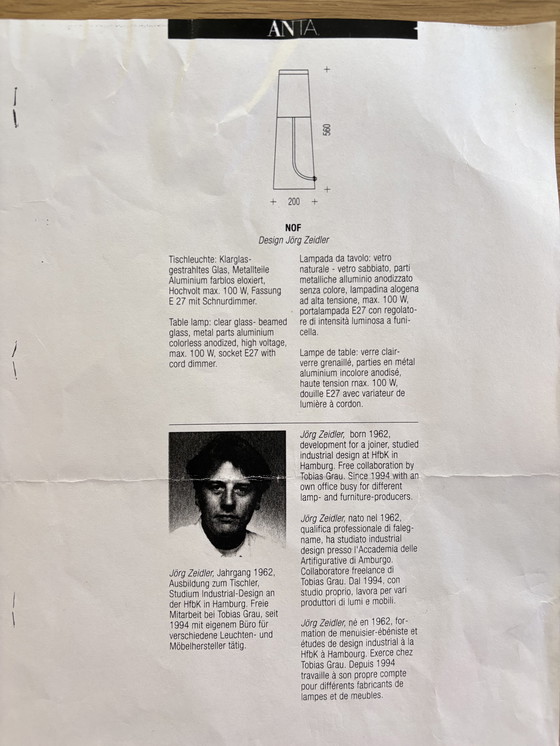 ANTA
560
200
NOF
Design Jörg Zeidler
Tischleuchte: Klarglas-
gestrahltes Glas, Metallteile
Aluminium farblos eloxiert,
Hochvolt max. 100 W, Fassung
E 27 mit Schnurdimmer.
Table lamp: clear glass- beamed
glass, metal parts aluminium
colorless anodized, high voltage,
max. 100 W, socket E27 with
cord dimmer.
Lampada da tavolo: vetro
naturale - vetro sabbiato, parti
metalliche alluminio anodizzato
senza colore, lampadina alogena
ad alta tensione, max. 100 W,
portalampada E27 con regolato-
re di intensità luminosa a funi-
cella.
Lampe de table: verre clair-
verre grenaillé, parties en métal
aluminium incolore anodisé,
haute tension max. 100 W,
douille E27 avec variateur de
lumière à cordon.
Jörg Zeidler, Jahrgang 1962,
Ausbildung zum Tischler,
Studium Industrial-Design an
der HfbK in Hamburg. Freie
Mitarbeit bei Tobias Grau, seit
1994 mit eigenem Büro für
verschiedene Leuchten- und
Möbelhersteller tätig.
Jörg Zeidler, born 1962,
development for a joiner, studied
industrial design at HfbK in
Hamburg. Free collaboration by
Tobias Grau. Since 1994 with an
own office busy for different
lamp- and furniture-producers.
Jörg Zeidler, nato nel 1962,
qualifica professionale di faleg-
name, ha studiato industrial
design presso l'Accademia delle
Artifigurative di Amburgo.
Collaboratore freelance di
Tobias Grau. Dal 1994, con
studio proprio, lavora per vari
produttori di lumi e mobili.
Jörg Zeidler, né en 1962, for-
mation de menuisier-ébéniste et
études de design industrial à la
HfbK à Hambourg. Exerce chez
Tobias Grau. Depuis 1994
travaille à son propre compte
pour différents fabricants de
lampes et de meubles.